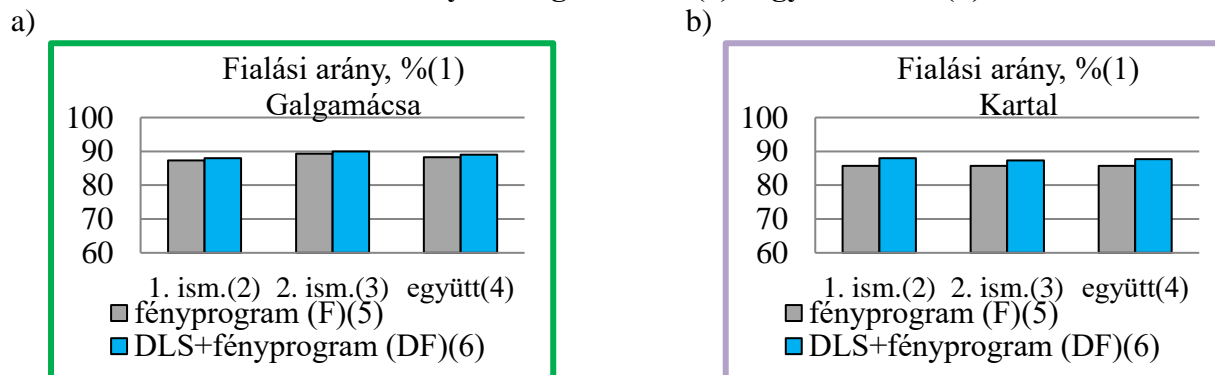 a)
b)
Fialási arány, %(1)
Galgamácsa
100
90
80
70
60
1. ism.(2) 2. ism.(3) együtt(4)
fényprogram (F)(5)
DLS+fényprogram (DF)(6)
Fialási arány, %(1)
Kartal
100
90
80
70
60
1. ism.(2) 2. ism.(3) együtt(4)
fényprogram (F)(5)
DLS+fényprogram (DF)(6)